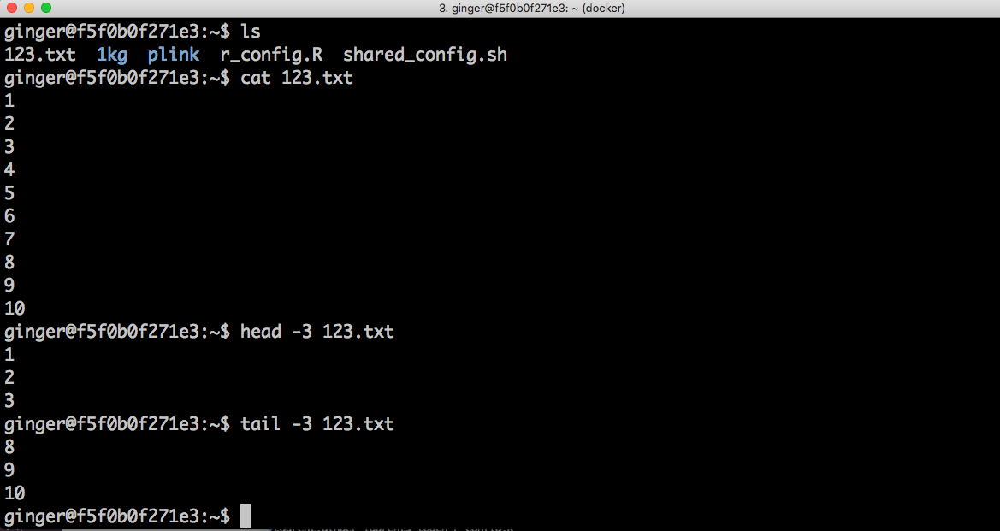 3. ginger@f5f0b0f271e3: ~ (docker)
ginger@f5f0b0f271e3:~$ ls
123.txt  1kg  plink  r_config.R  shared_config.sh
ginger@f5f0b0f271e3:~$ cat 123.txt
1
2
3
4
5
6
7
8
9
10
ginger@f5f0b0f271e3:~$ head -3 123.txt
1
2
3
ginger@f5f0b0f271e3:~$ tail -3 123.txt
8
9
10
ginger@f5f0b0f271e3:~$